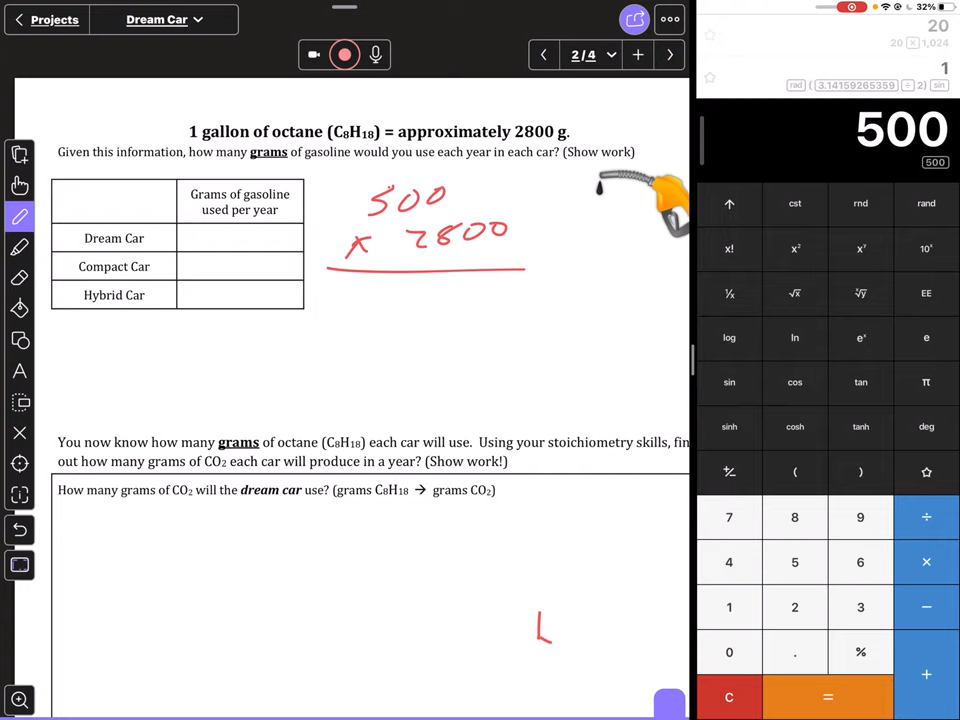 Projects
Dream Car
2/4
1 gallon of octane (C₈H₁₈) = approximately 2800 g.
Given this information, how many grams of gasoline would you use each year in each car? (Show work)
Grams of gasoline
used per year
Dream Car
Compact Car
Hybrid Car
500
× 2800
You now know how many grams of octane (C₈H₁₈) each car will use. Using your stoichiometry skills, fin
out how many grams of CO₂ each car will produce in a year? (Show work!)
How many grams of CO₂ will the dream car use? (grams C₈H₁₈ → grams CO₂)
A
32%
20
20 × 1,024
1
rad ( 3.14159265359 ÷ 2) sin
500
500
cst rnd rand
x! x² xʸ 10ˣ
¹/x √x ʸ√y EE
log ln eˣ e
sin cos tan π
sinh cosh tanh deg
+/− ( )
7 8 9 ÷
4 5 6 ×
1 2 3 −
0 . % +
C =